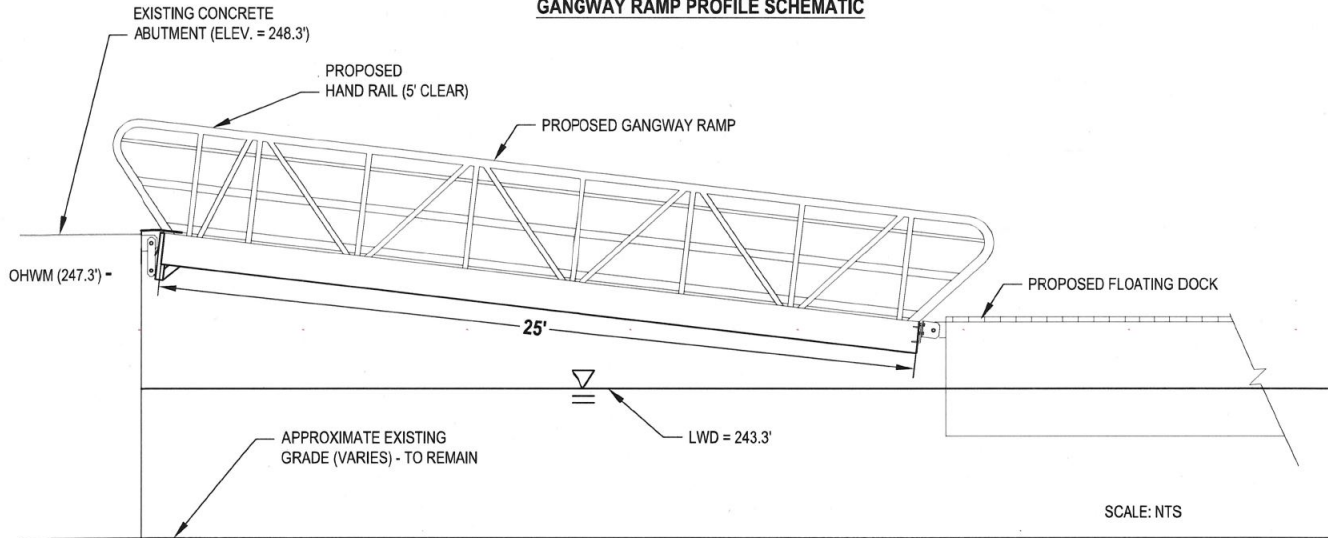 GANGWAY RAMP PROFILE SCHEMATIC
EXISTING CONCRETE
ABUTMENT (ELEV. = 248.3')
PROPOSED
HAND RAIL (5' CLEAR)
PROPOSED GANGWAY RAMP
OHWM (247.3')
PROPOSED FLOATING DOCK
25'
LWD = 243.3'
APPROXIMATE EXISTING
GRADE (VARIES) - TO REMAIN
SCALE: NTS